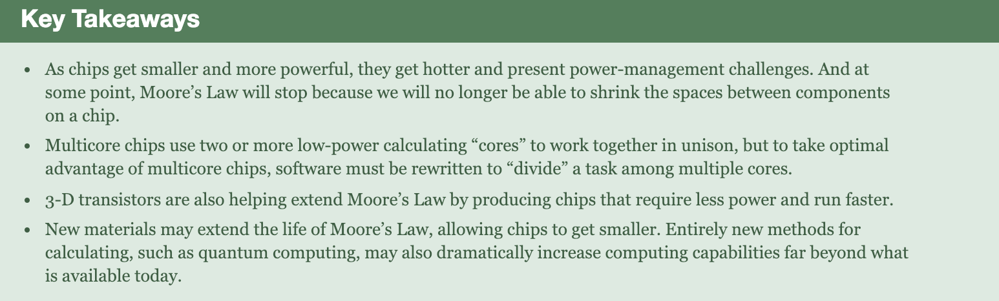 Key Takeaways
• As chips get smaller and more powerful, they get hotter and present power-management challenges. And at
some point, Moore’s Law will stop because we will no longer be able to shrink the spaces between components
on a chip.
• Multicore chips use two or more low-power calculating “cores” to work together in unison, but to take optimal
advantage of multicore chips, software must be rewritten to “divide” a task among multiple cores.
• 3-D transistors are also helping extend Moore’s Law by producing chips that require less power and run faster.
• New materials may extend the life of Moore’s Law, allowing chips to get smaller. Entirely new methods for
calculating, such as quantum computing, may also dramatically increase computing capabilities far beyond what
is available today.